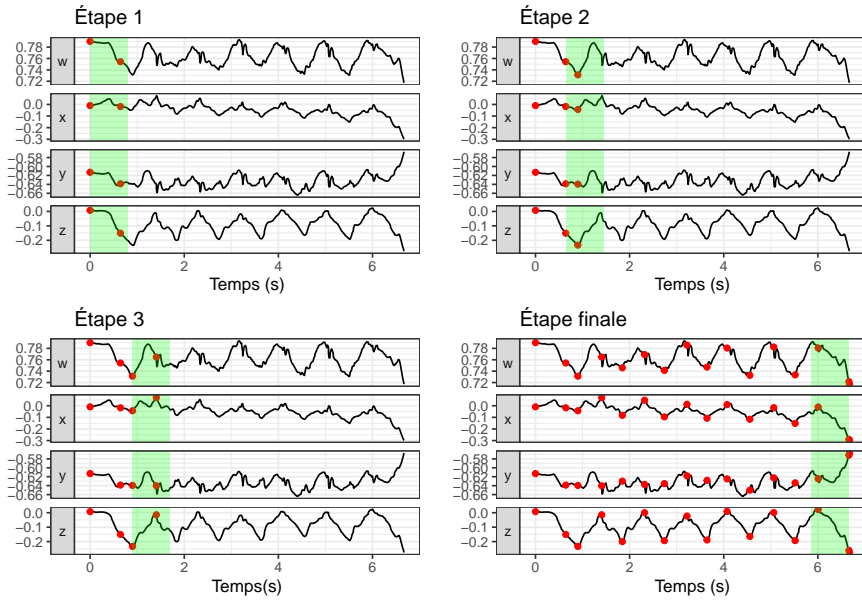 Étape 1
w
0.78
0.76
0.74
0.72
x
0.0
−0.1
−0.2
−0.3
y
−0.58
−0.60
−0.62
−0.64
−0.66
z
0.0
−0.1
−0.2
0 2 4 6
Temps (s)
Étape 2
w
0.78
0.76
0.74
0.72
x
0.0
−0.1
−0.2
−0.3
y
−0.58
−0.60
−0.62
−0.64
−0.66
z
0.0
−0.1
−0.2
0 2 4 6
Temps (s)
Étape 3
w
0.78
0.76
0.74
0.72
x
0.0
−0.1
−0.2
−0.3
y
−0.58
−0.60
−0.62
−0.64
−0.66
z
0.0
−0.1
−0.2
0 2 4 6
Temps(s)
Étape finale
w
0.78
0.76
0.74
0.72
x
0.0
−0.1
−0.2
−0.3
y
−0.58
−0.60
−0.62
−0.64
−0.66
z
0.0
−0.1
−0.2
0 2 4 6
Temps (s)